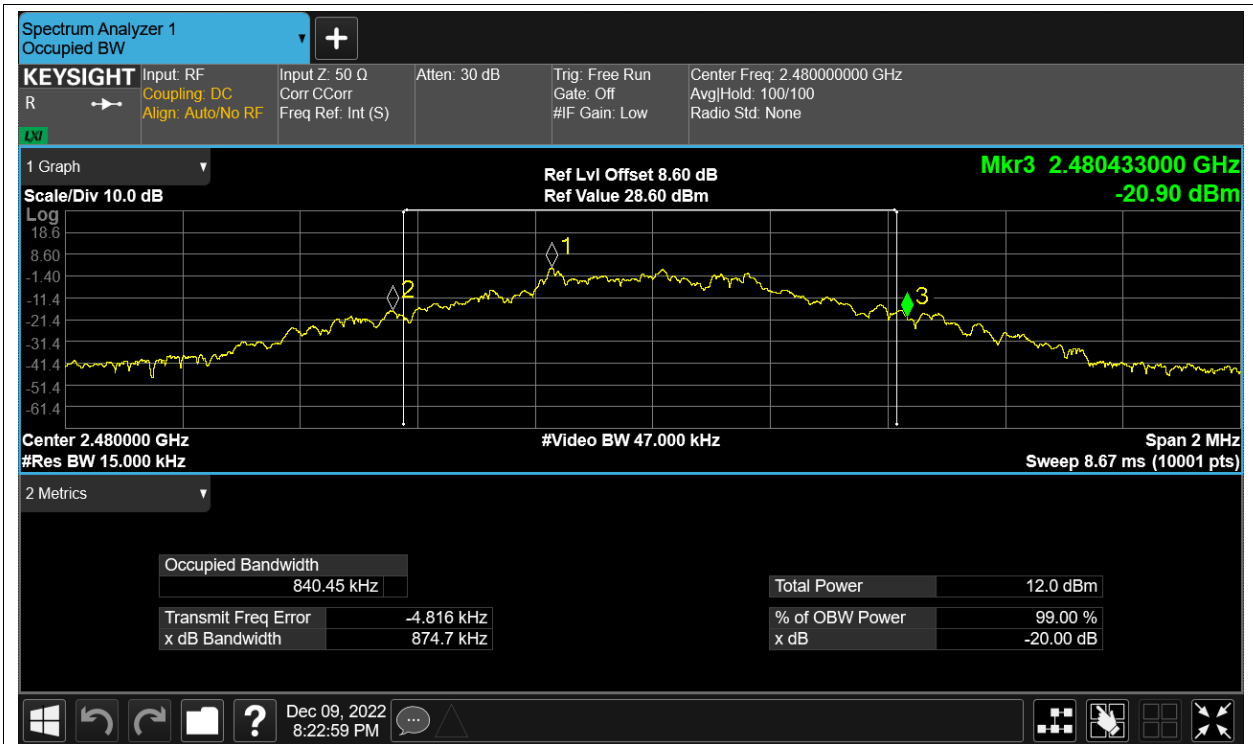 Spectrum Analyzer 1
Occupied BW
▼
+
KEYSIGHT
R
LXI
Input: RF
Coupling: DC
Align: Auto/No RF
Input Z: 50 Ω
Corr CCorr
Freq Ref: Int (S)
Atten: 30 dB
Trig: Free Run
Gate: Off
#IF Gain: Low
Center Freq: 2.480000000 GHz
Avg|Hold: 100/100
Radio Std: None
1 Graph
Scale/Div 10.0 dB
Ref Lvl Offset 8.60 dB
Ref Value 28.60 dBm
Mkr3 2.480433000 GHz
-20.90 dBm
Log
18.6
8.60
-1.40
-11.4
-21.4
-31.4
-41.4
-51.4
-61.4
1
2
3
Center 2.480000 GHz
#Res BW 15.000 kHz
#Video BW 47.000 kHz
Span 2 MHz
Sweep 8.67 ms (10001 pts)
2 Metrics
Occupied Bandwidth
840.45 kHz
Transmit Freq Error -4.816 kHz
x dB Bandwidth 874.7 kHz
Total Power 12.0 dBm
% of OBW Power 99.00 %
x dB -20.00 dB
?
Dec 09, 2022
8:22:59 PM